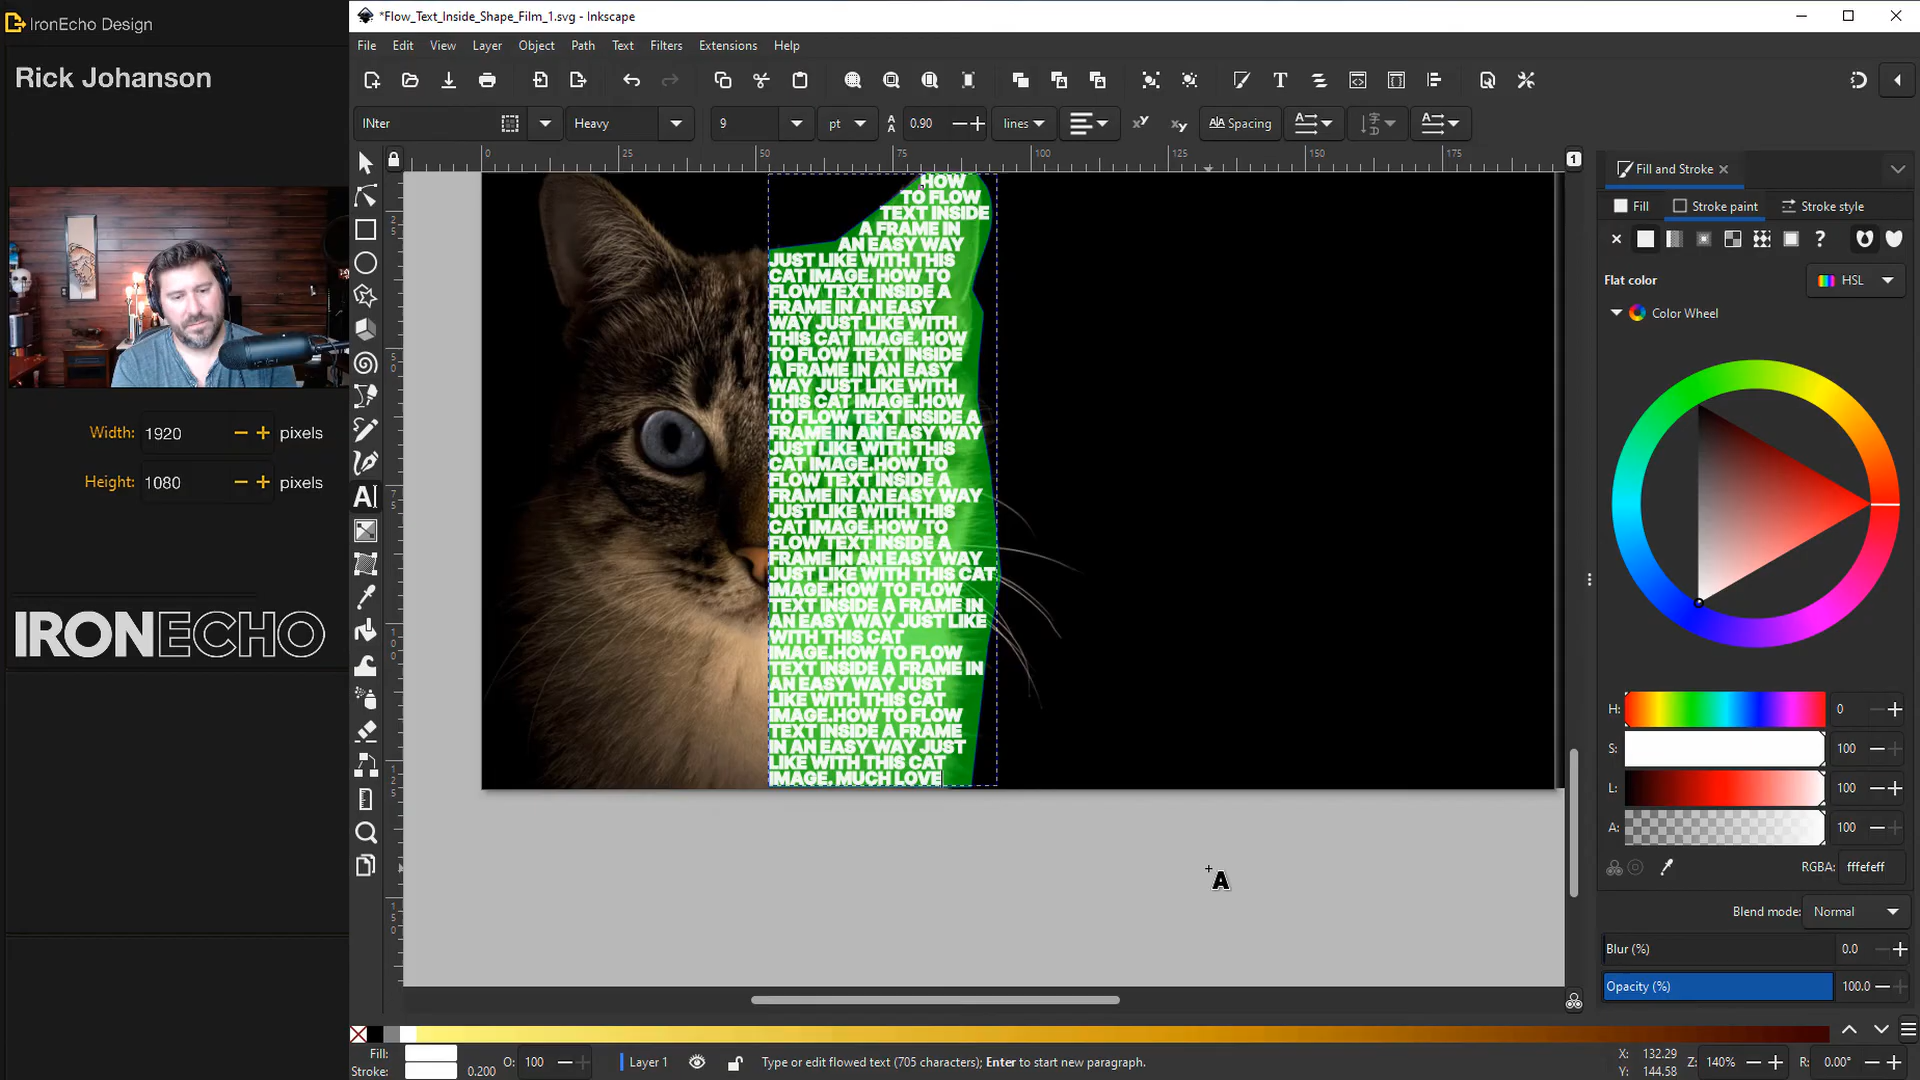 IronEcho Design
Rick Johanson
Width: 1920 pixels
Height: 1080 pixels
IRONECHO
*Flow_Text_Inside_Shape_Film_1.svg - Inkscape
File Edit View Layer Object Path Text Filters Extensions Help
INter Heavy 9 pt 0.90 lines Spacing
0 25 50 75 100 125 150 175
1
HOW
TO FLOW
TEXT INSIDE
A FRAME IN
AN EASY WAY
JUST LIKE WITH THIS
CAT IMAGE. HOW TO
FLOW TEXT INSIDE A
FRAME IN AN EASY
WAY JUST LIKE WITH
THIS CAT IMAGE. HOW
TO FLOW TEXT INSIDE
A FRAME IN AN EASY
WAY JUST LIKE WITH
THIS CAT IMAGE.HOW
TO FLOW TEXT INSIDE A
FRAME IN AN EASY WAY
JUST LIKE WITH THIS
CAT IMAGE.HOW TO
FLOW TEXT INSIDE A
FRAME IN AN EASY WAY
JUST LIKE WITH THIS
CAT IMAGE.HOW TO
FLOW TEXT INSIDE A
FRAME IN AN EASY WAY
JUST LIKE WITH THIS CAT
IMAGE.HOW TO FLOW
TEXT INSIDE A FRAME IN
AN EASY WAY JUST LIKE
WITH THIS CAT
IMAGE.HOW TO FLOW
TEXT INSIDE A FRAME IN
AN EASY WAY JUST
LIKE WITH THIS CAT
IMAGE.HOW TO FLOW
TEXT INSIDE A FRAME
IN AN EASY WAY JUST
LIKE WITH THIS CAT
IMAGE. MUCH LOVE
Fill and Stroke
Fill Stroke paint Stroke style
Flat color HSL
Color Wheel
H: 0
S: 100
L: 100
A: 100
RGBA: fffefeff
Blend mode: Normal
Blur (%) 0.0
Opacity (%) 100.0
Fill:
Stroke: 0.200
O: 100
Layer 1
Type or edit flowed text (705 characters); Enter to start new paragraph.
X: 132.29
Y: 144.58
Z: 140%
R: 0.00°